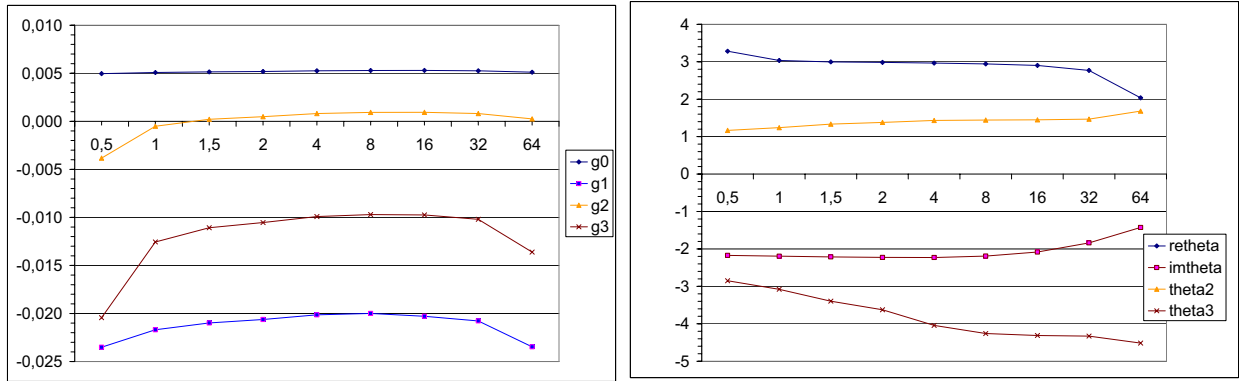 0,010
0,005
0,000
-0,005
-0,010
-0,015
-0,020
-0,025
0,5 1 1,5 2 4 8 16 32 64
g0
g1
g2
g3
4
3
2
1
0
-1
-2
-3
-4
-5
0,5 1 1,5 2 4 8 16 32 64
retheta
imtheta
theta2
theta3